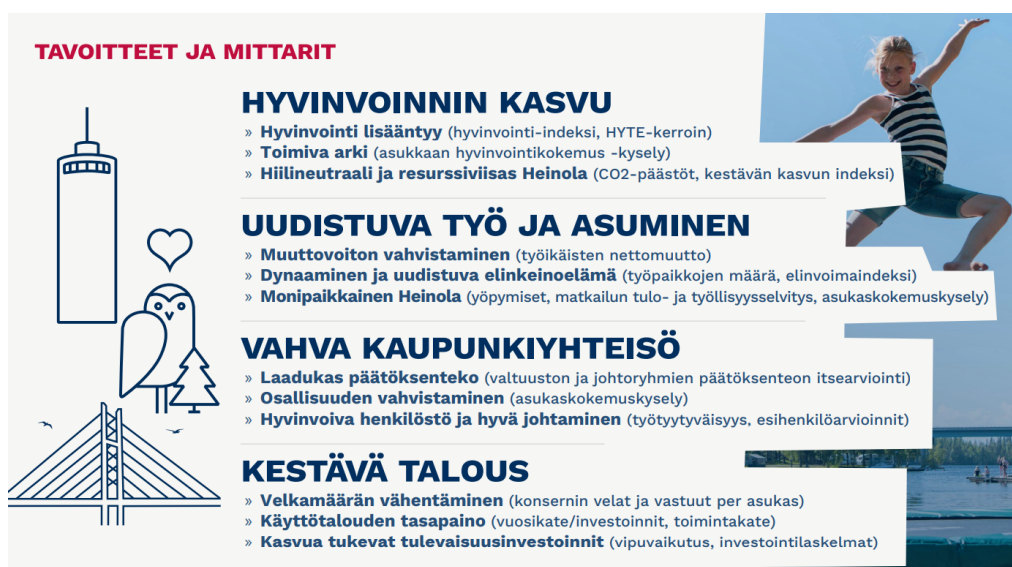 TAVOITTEET JA MITTARIT
HYVINVOINNIN KASVU
» Hyvinvointi lisääntyy (hyvinvointi-indeksi, HYTE-kerroin)
» Toimiva arki (asukkaan hyvinvointikokemus -kysely)
» Hiilineutraali ja resurssiviisas Heinola (CO2-päästöt, kestävän kasvun indeksi)
UUDISTUVA TYÖ JA ASUMINEN
» Muuttovoiton vahvistaminen (työikäisten nettomuutto)
» Dynaaminen ja uudistuva elinkeinoelämä (työpaikkojen määrä, elinvoimaindeksi)
» Monipaikkainen Heinola (yöpymiset, matkailun tulo- ja työllisyysselvitys, asukaskokemuskysely)
VAHVA KAUPUNKIYHTEISÖ
» Laadukas päätöksenteko (valtuuston ja johtoryhmien päätöksenteon itsearviointi)
» Osallisuuden vahvistaminen (asukaskokemuskysely)
» Hyvinvoiva henkilöstö ja hyvä johtaminen (työtyytyväisyys, esihenkilöarvioinnit)
KESTÄVÄ TALOUS
» Velkamäärän vähentäminen (konsernin velat ja vastuut per asukas)
» Käyttötalouden tasapaino (vuosikate/investoinnit, toimintakate)
» Kasvua tukevat tulevaisuusinvestoinnit (vipuvaikutus, investointilaskelmat)